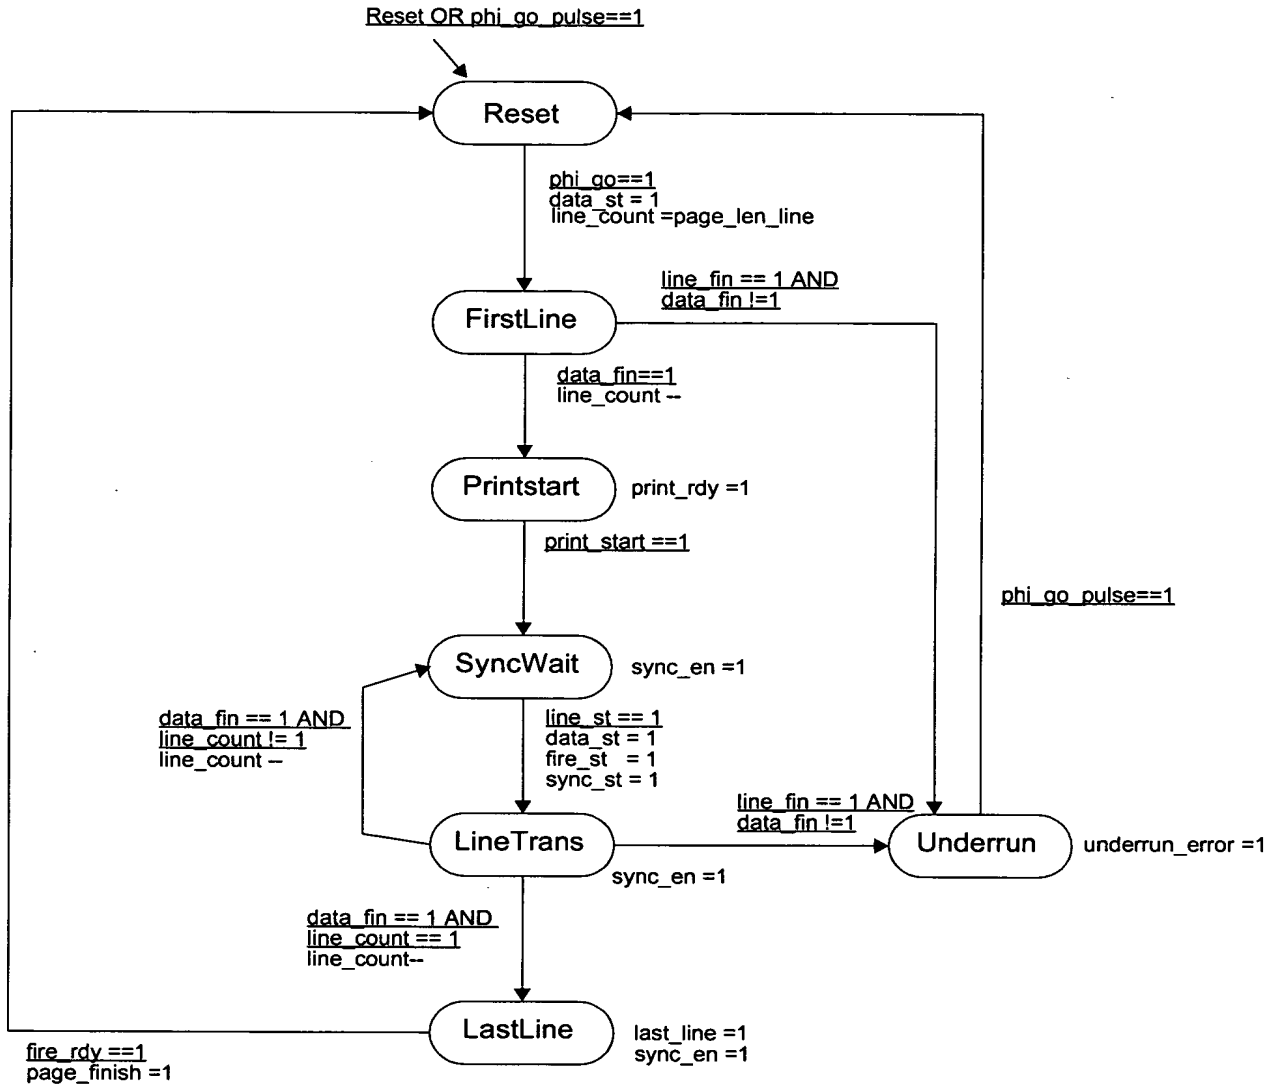 Reset OR phi_go_pulse==1
Reset
phi_go==1
data_st = 1
line_count =page_len_line
line_fin == 1 AND
data_fin !=1
FirstLine
data_fin==1
line_count --
Printstart
print_rdy =1
print_start ==1
phi_go_pulse==1
SyncWait
sync_en =1
data_fin == 1 AND
line_count != 1
line_count --
line_st == 1
data_st = 1
fire_st = 1
sync_st = 1
line_fin == 1 AND
data_fin !=1
LineTrans
sync_en =1
Underrun
underrun_error =1
data_fin == 1 AND
line_count == 1
line_count--
LastLine
last_line =1
sync_en =1
fire_rdy ==1
page_finish =1